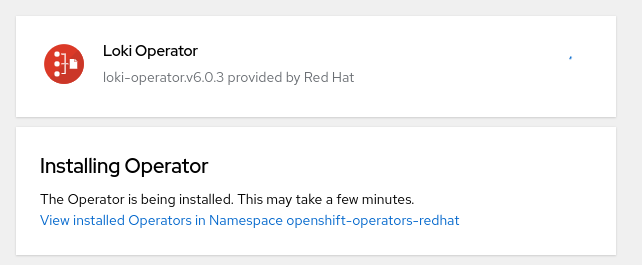 Loki Operator
loki-operator.v6.0.3 provided by Red Hat
Installing Operator
The Operator is being installed. This may take a few minutes.
View installed Operators in Namespace openshift-operators-redhat